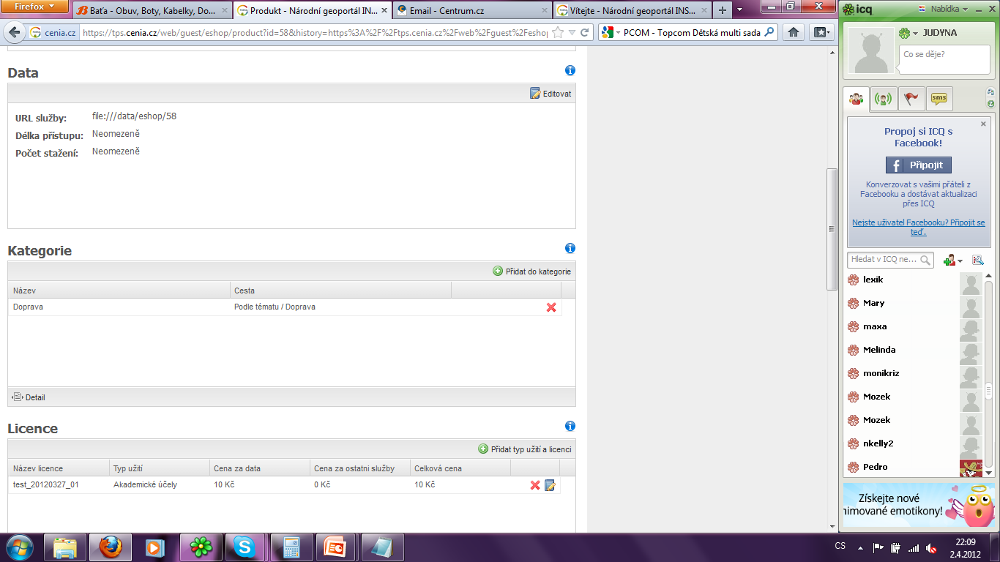 Firefox
Baťa - Obuv, Boty, Kabelky, Do...
Produkt - Národní geoportál IN...
Email - Centrum.cz
Vítejte - Národní geoportál INS...
cenia.cz
https://tps.cenia.cz/web/guest/eshop/product?id=58&history=https%3A%2F%2Ftps.cenia.cz%2Fweb%2Fguest%2Feshop
PCOM - Topcom Dětská multi sada
Data
Editovat
URL služby: file:///data/eshop/58
Délka přístupu: Neomezeně
Počet stažení: Neomezeně
Kategorie
Přidat do kategorie
Název Cesta
Doprava Podle tématu / Doprava
Detail
Licence
Přidat typ užití a licenci
Název licence Typ užití Cena za data Cena za ostatni služby Celková cena
test_20120327_01 Akademické účely 10 Kč 0 Kč 10 Kč
icq
Nabídka
JUDYNA
Co se děje?
sms
Propoj si ICQ s
Facebook!
f Připojit
Konverzovat s vašimi přáteli z
Facebooku a dostávat aktualizaci
přes ICQ
Nejste uživatel Facebooku? Připojit se
teď.
Hledat v ICQ ne...
lexik
Mary
maxa
Melinda
monikriz
Mozek
Mozek
nkelly2
Pedro
Získejte nové
nimované emotikony!
CS
22:09
2.4.2012